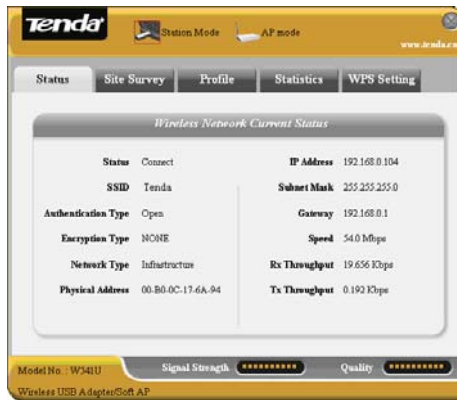 Tenda
Station Mode
AP mode
www.tenda.cn
Status
Site Survey
Profile
Statistics
WPS Setting
Wireless Network Current Status
Status Connect
SSID Tenda
Authentication Type Open
Encryption Type NONE
Network Type Infrastructure
Physical Address 00-B0-0C-17-6A-94
IP Address 192.168.0.104
Subnet Mask 255.255.255.0
Gateway 192.168.0.1
Speed 54.0 Mbps
Rx Throughput 19.656 Kbps
Tx Throughput 0.192 Kbps
Model No. : W541U
Signal Strength
Quality
Wireless USB Adapter/Soft AP